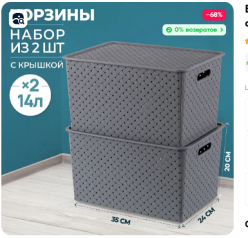 ОРЗИНЫ
-68%
0% возвратов
НАБОР
ИЗ 2 ШТ
С КРЫШКОЙ
×2
14л
20 СМ
35 СМ
24 СМ